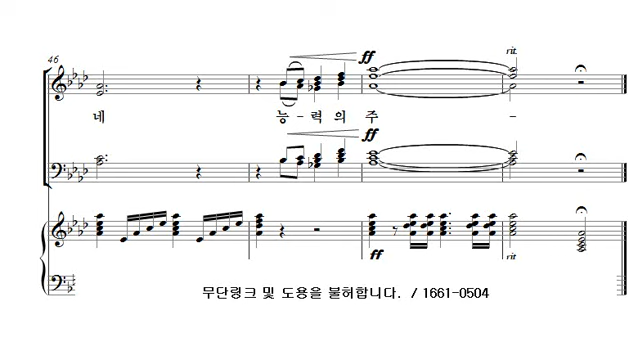 46
ff
rit.
네 능-력의 주 -
ff
ff
rit
무단링크 및 도용을 불허합니다. / 1661-0504